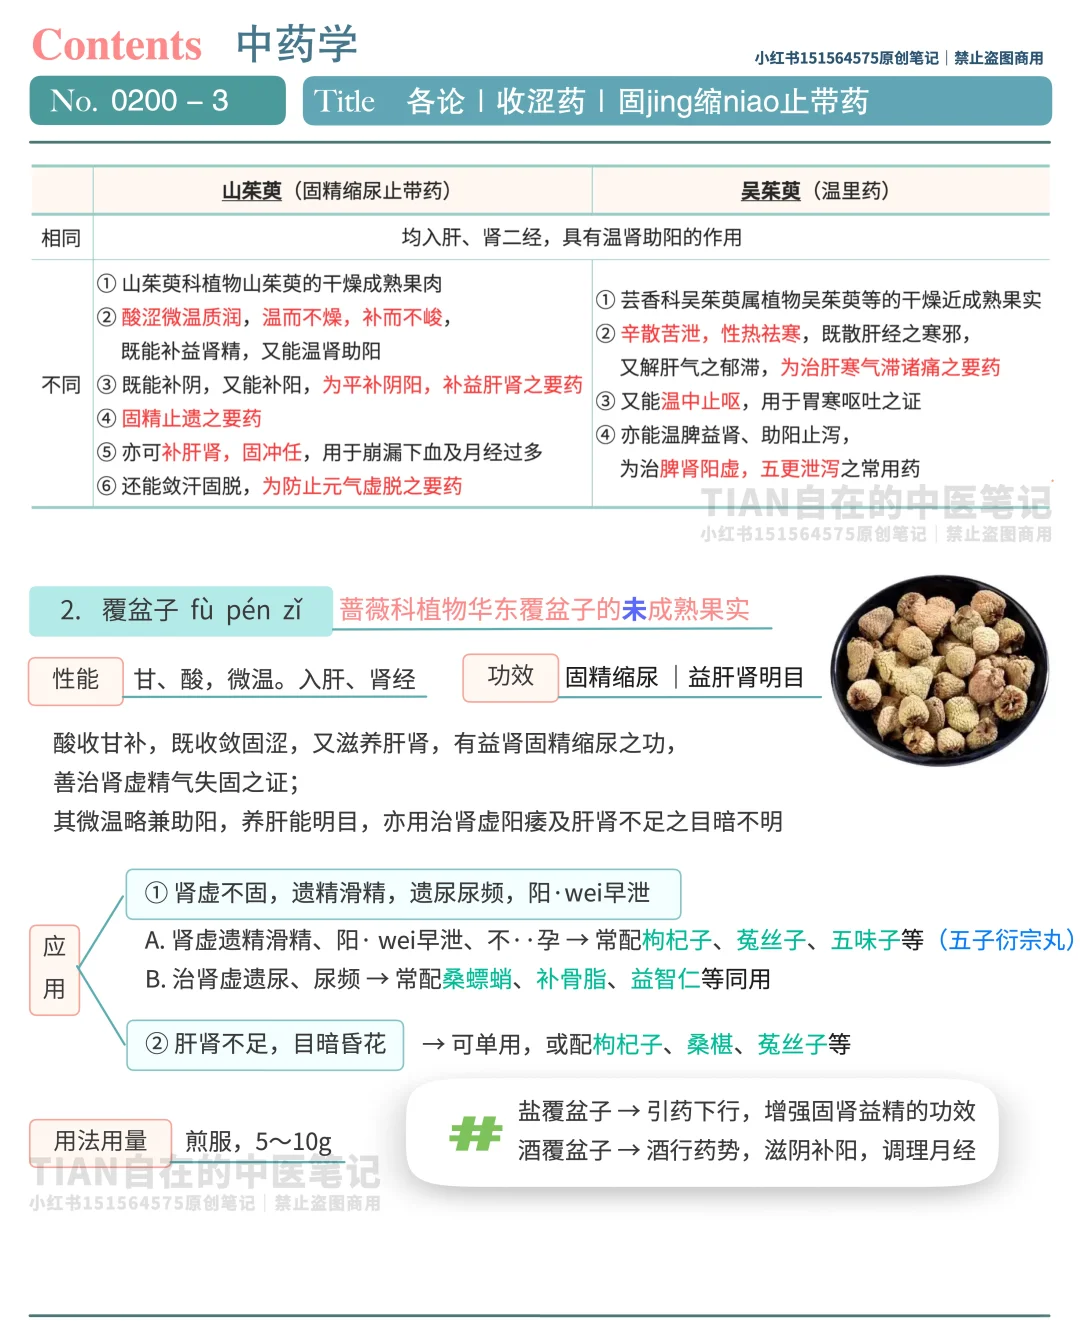 Contents 中药学
小红书151564575原创笔记｜禁止盗图商用
No. 0200 – 3
Title 各论丨收涩药丨固jing缩niao止带药
山茱萸（固精缩尿止带药）
吴茱萸（温里药）
相同
均入肝、肾二经，具有温肾助阳的作用
不同
① 山茱萸科植物山茱萸的干燥成熟果肉
② 酸涩微温质润，温而不燥，补而不峻，
既能补益肾精，又能温肾助阳
③ 既能补阴，又能补阳，为平补阴阳，补益肝肾之要药
④ 固精止遗之要药
⑤ 亦可补肝肾，固冲任，用于崩漏下血及月经过多
⑥ 还能敛汗固脱，为防止元气虚脱之要药
① 芸香科吴茱萸属植物吴茱萸等的干燥近成熟果实
② 辛散苦泄，性热祛寒，既散肝经之寒邪，
又解肝气之郁滞，为治肝寒气滞诸痛之要药
③ 又能温中止呕，用于胃寒呕吐之证
④ 亦能温脾益肾、助阳止泻，
为治脾肾阳虚，五更泄泻之常用药
TIAN自在的中医笔记
小红书151564575原创笔记｜禁止盗图商用
2. 覆盆子 fù pén zǐ
蔷薇科植物华东覆盆子的未成熟果实
性能 甘、酸，微温。入肝、肾经
功效 固精缩尿｜益肝肾明目
酸收甘补，既收敛固涩，又滋养肝肾，有益肾固精缩尿之功，
善治肾虚精气失固之证；
其微温略兼助阳，养肝能明目，亦用治肾虚阳痿及肝肾不足之目暗不明
应用
① 肾虚不固，遗精滑精，遗尿尿频，阳·wei早泄
A. 肾虚遗精滑精、阳· wei早泄、不··孕 → 常配枸杞子、菟丝子、五味子等（五子衍宗丸）
B. 治肾虚遗尿、尿频 → 常配桑螵蛸、补骨脂、益智仁等同用
② 肝肾不足，目暗昏花 → 可单用，或配枸杞子、桑椹、菟丝子等
用法用量 煎服，5～10g
# 盐覆盆子 → 引药下行，增强固肾益精的功效
酒覆盆子 → 酒行药势，滋阴补阳，调理月经
TIAN自在的中医笔记
小红书151564575原创笔记｜禁止盗图商用